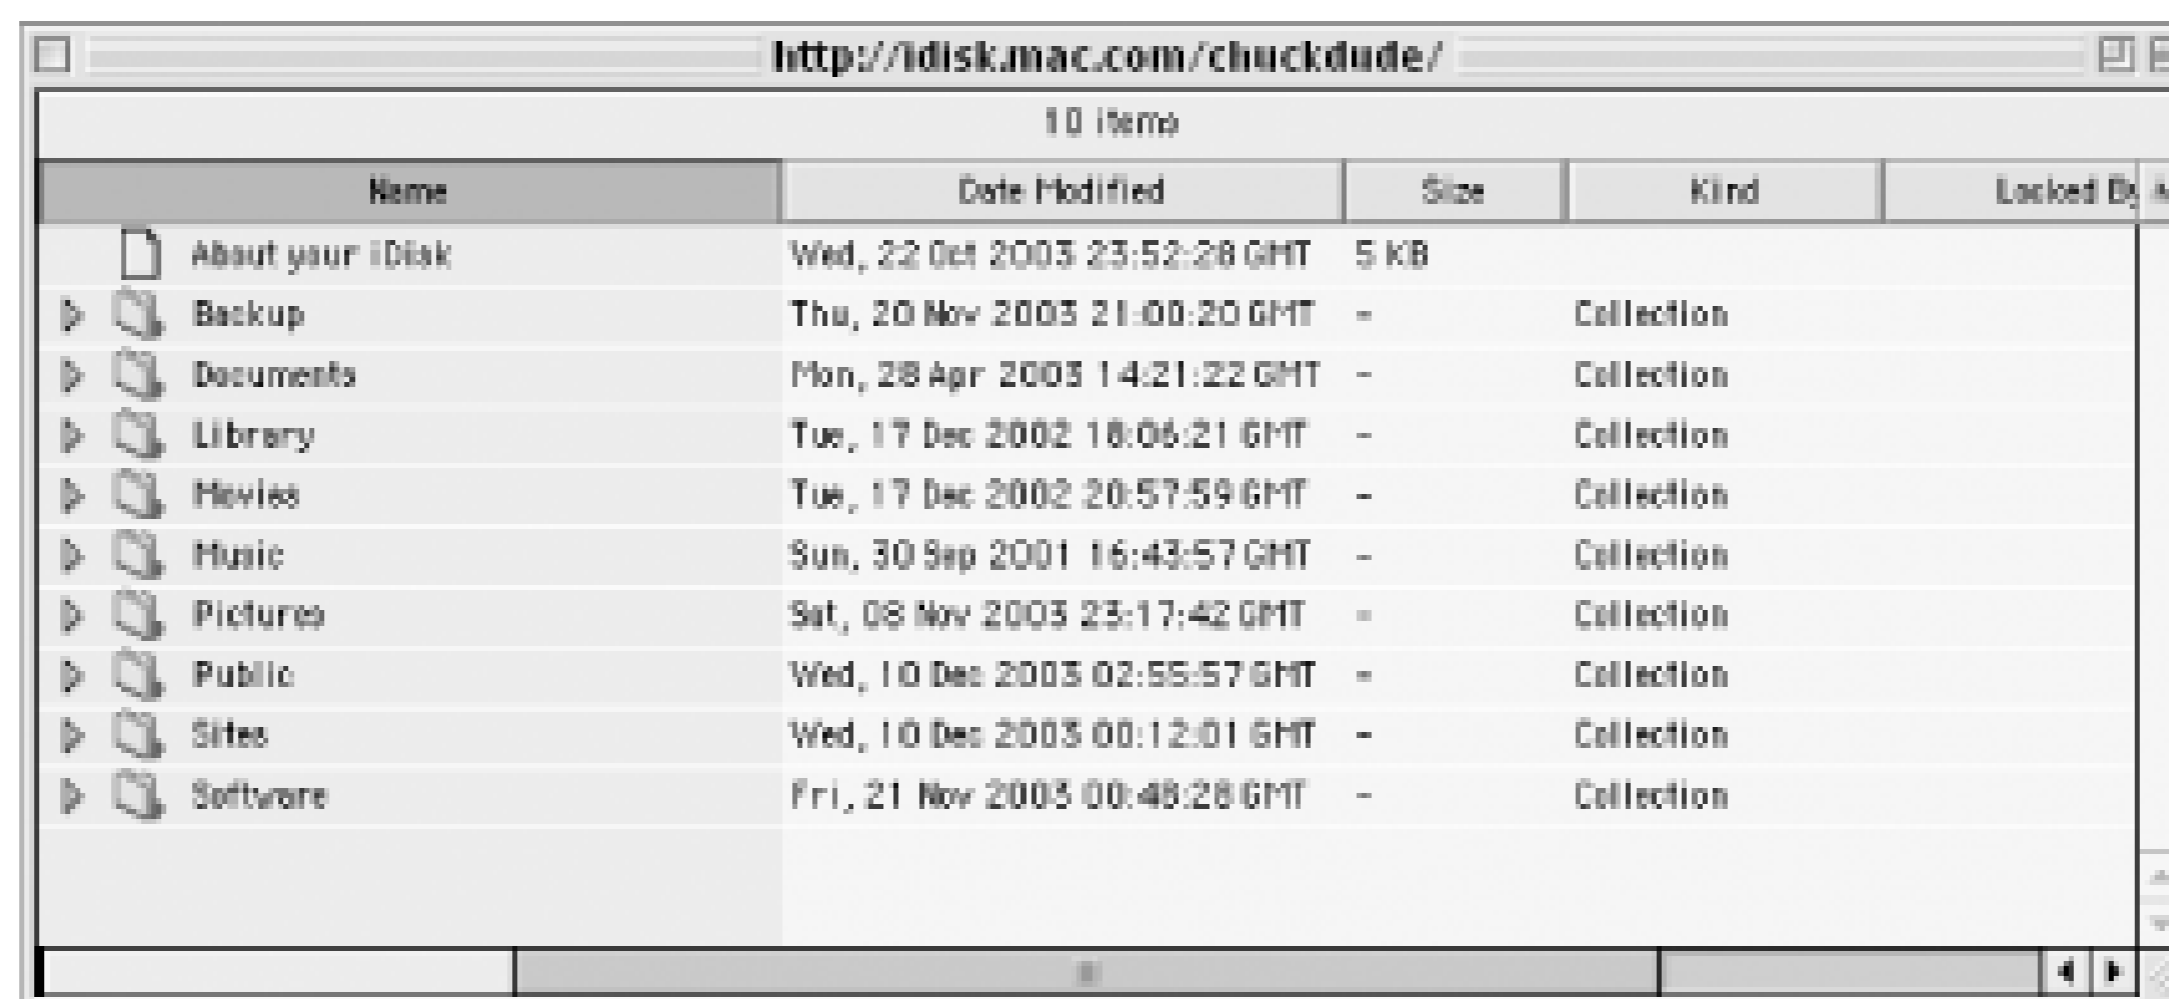 http://idisk.mac.com/chuckdude/
10 items
Name Date Modified Size Kind Locked By
About your iDisk Wed, 22 Oct 2003 23:52:28 GMT 5 KB
Backup Thu, 20 Nov 2003 21:00:20 GMT - Collection
Documents Mon, 28 Apr 2003 14:21:22 GMT - Collection
Library Tue, 17 Dec 2002 18:06:21 GMT - Collection
Movies Tue, 17 Dec 2002 20:57:59 GMT - Collection
Music Sun, 30 Sep 2001 16:43:57 GMT - Collection
Pictures Sat, 08 Nov 2003 23:17:42 GMT - Collection
Public Wed, 10 Dec 2003 02:55:57 GMT - Collection
Sites Wed, 10 Dec 2003 00:12:01 GMT - Collection
Software Fri, 21 Nov 2003 00:48:28 GMT - Collection